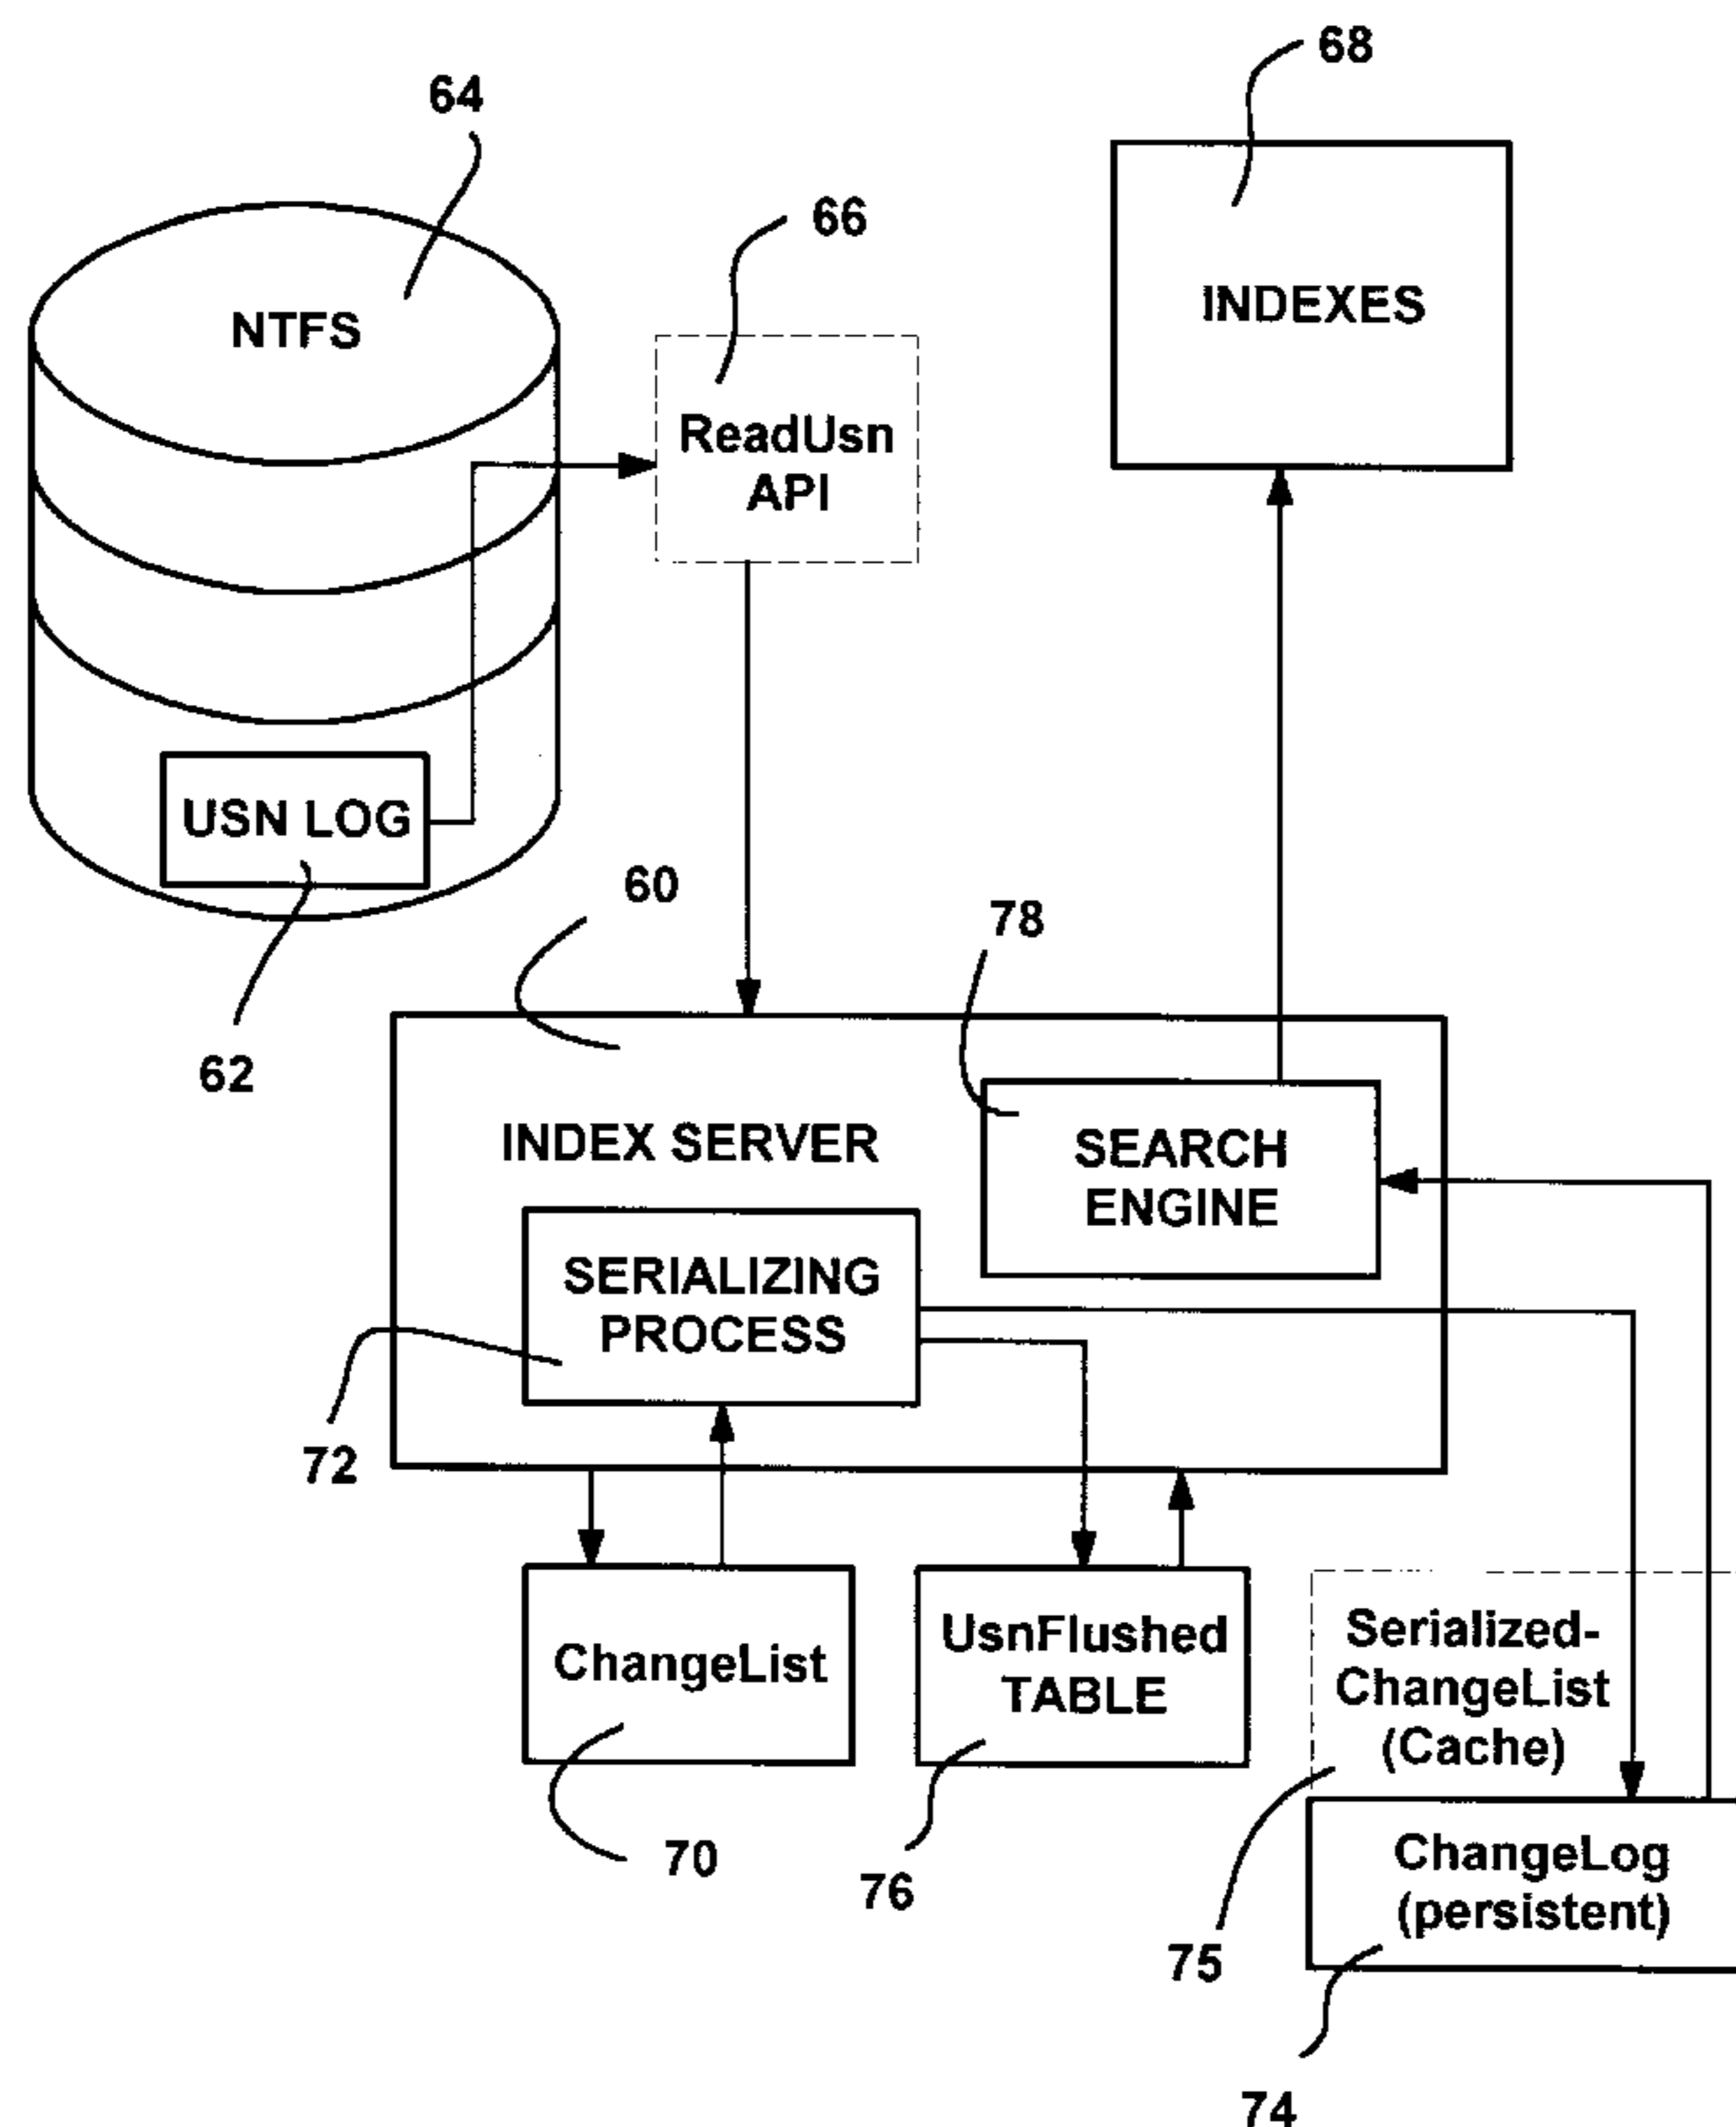 68
64
66
NTFS
INDEXES
ReadUsn
API
USN LOG
60
78
62
INDEX SERVER
SEARCH
ENGINE
SERIALIZING
PROCESS
72
ChangeList
UsnFlushed
TABLE
Serialized-
ChangeList
(Cache)
70
76
ChangeLog
(persistent)
75
74